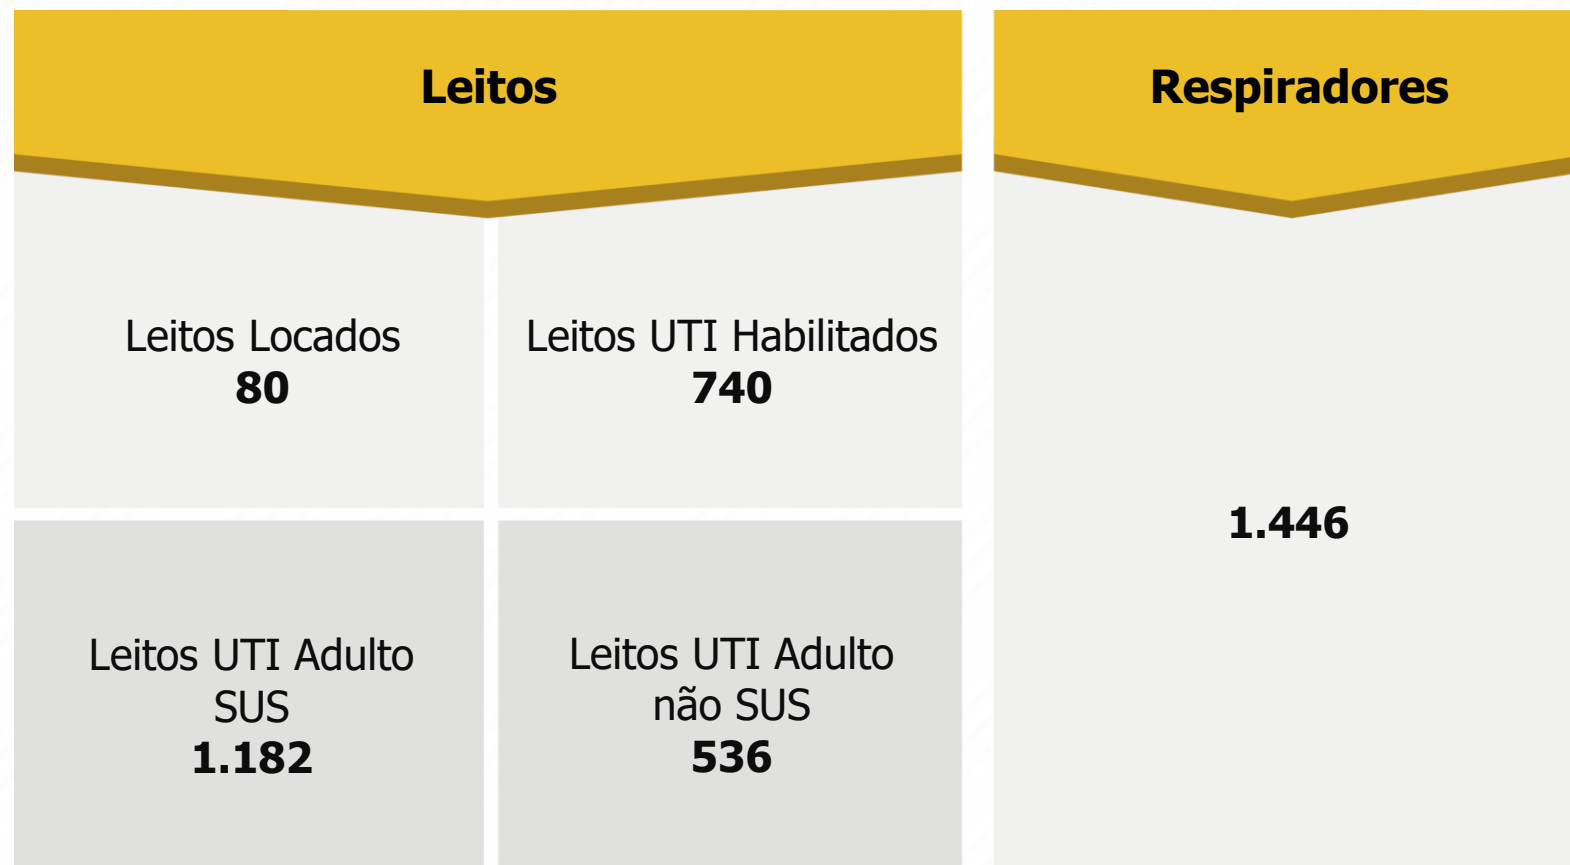 Leitos
Leitos Locados
80
Leitos UTI Habilitados
740
Leitos UTI Adulto
SUS
1.182
Leitos UTI Adulto
não SUS
536
Respiradores
1.446